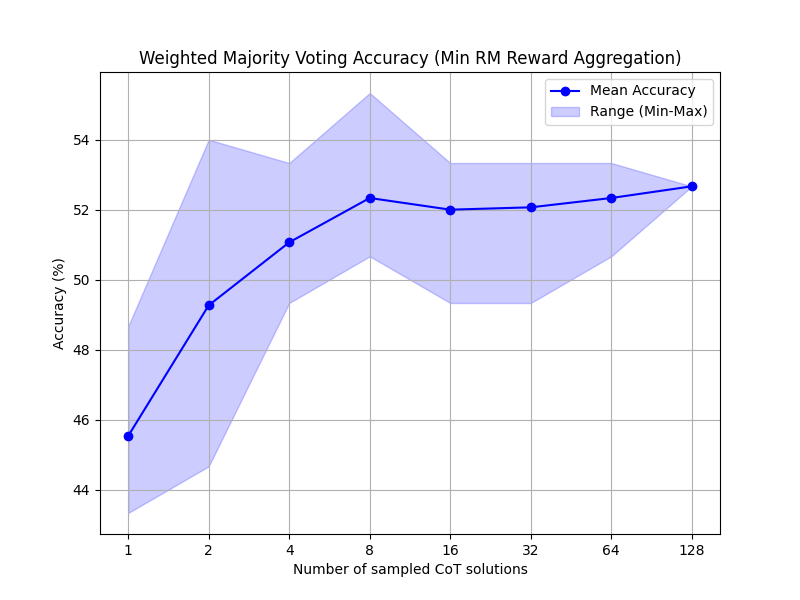 Weighted Majority Voting Accuracy (Min RM Reward Aggregation)
Mean Accuracy
Range (Min-Max)
Accuracy (%)
54
52
50
48
46
44
1 2 4 8 16 32 64 128
Number of sampled CoT solutions